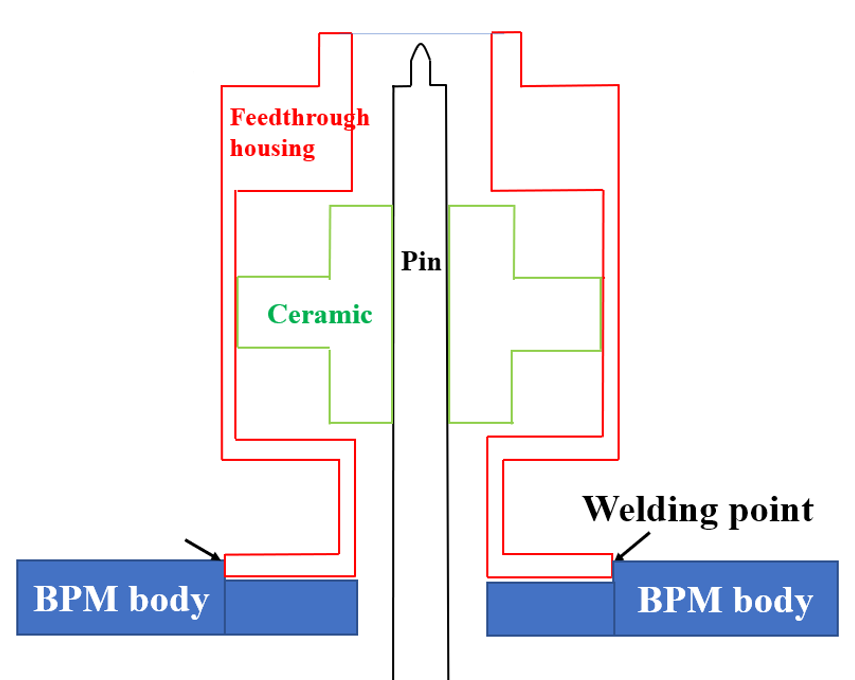 Feedthrough
housing
Pin
Ceramic
Welding point
BPM body
BPM body